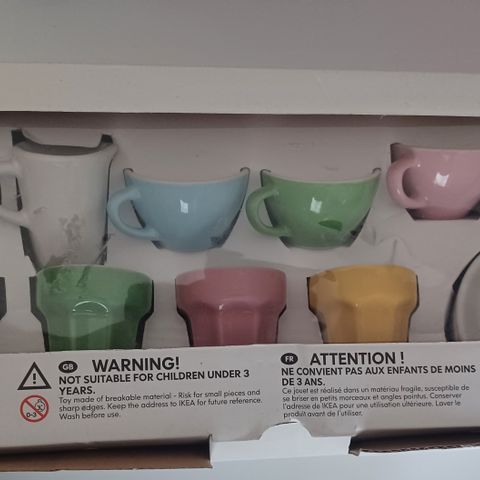 GB WARNING!
NOT SUITABLE FOR CHILDREN UNDER 3
YEARS.
Toy made of breakable material - Risk for small pieces and
sharp edges. Keep the address to IKEA for future reference.
Wash before use.
0-3
FR ATTENTION !
NE CONVIENT PAS AUX ENFANTS DE MOINS
DE 3 ANS.
Ce jouet est réalisé dans un matériau fragile, susceptible de
se briser en petits morceaux et angles pointus. Conserver
l'adresse de IKEA pour une utilisation ultérieure. Laver le
produit avant de l'utiliser.